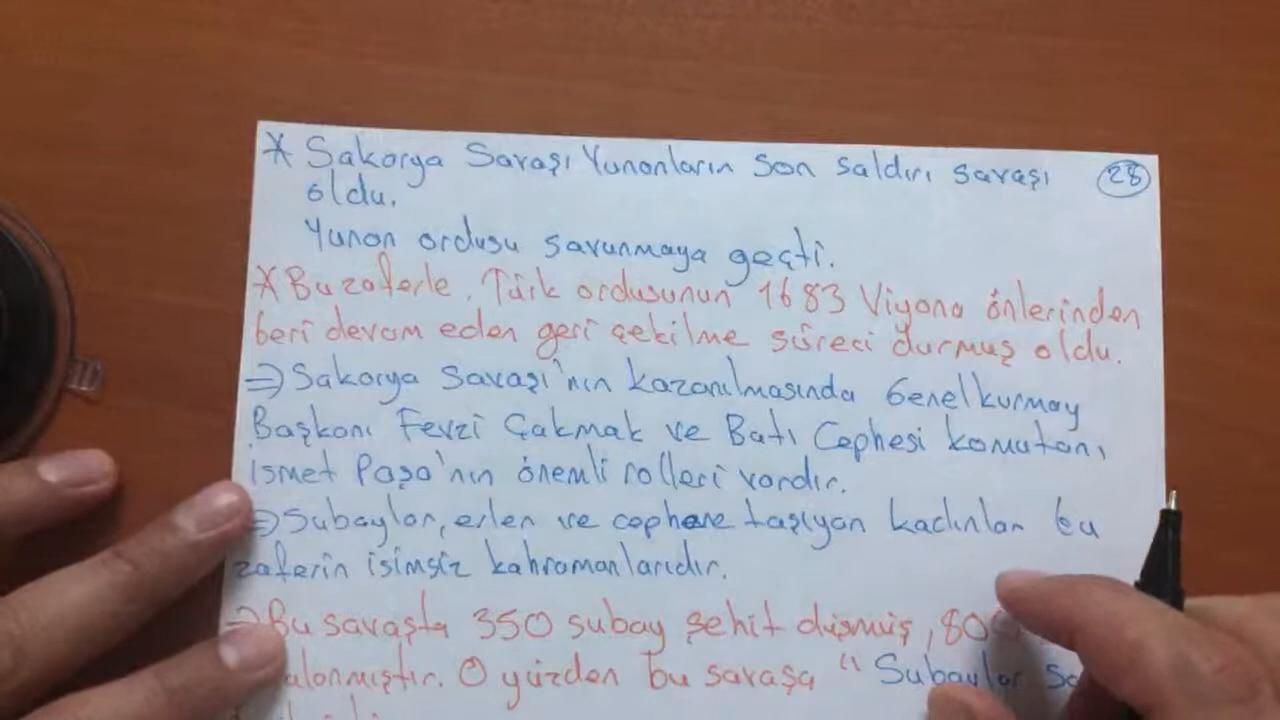 * Sakarya Savaşı Yunanların son saldırı savaşı 28
oldu.
Yunan ordusu savunmaya geçti.
* Bu zaferle, Türk ordusunun 1683 Viyana önlerinden
beri devam eden geri çekilme süreci durmuş oldu.
⇒ Sakarya Savaşı'nın kazanılmasında Genelkurmay
Başkanı Fevzi Çakmak ve Batı Cephesi komutanı
İsmet Paşa'nın önemli rolleri vardır.
⇒ Subaylar, erler ve cephane taşıyan kadınlar bu
zaferin isimsiz kahramanlarıdır.
⇒ Bu savaşta 350 subay şehit düşmüş, 80
alanmıştır. O yüzden bu savaşa "Subaylar